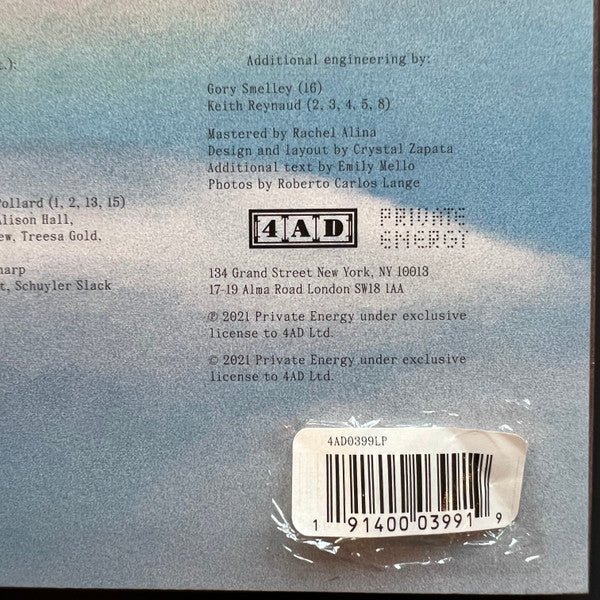 .):
ollard (1, 2, 13, 15)
lison Hall,
ew, Treesa Gold,
harp
t, Schuyler Slack
Additional engineering by:
Gory Smelley (16)
Keith Reynaud (2, 3, 4, 5, 8)
Mastered by Rachel Alina
Design and layout by Crystal Zapata
Additional text by Emily Mello
Photos by Roberto Carlos Lange
4AD
PRIVATE
ENERGY
134 Grand Street New York, NY 10013
17-19 Alma Road London SW18 1AA
℗ 2021 Private Energy under exclusive
license to 4AD Ltd.
© 2021 Private Energy under exclusive
license to 4AD Ltd.
4AD0399LP
1 91400 03991 9